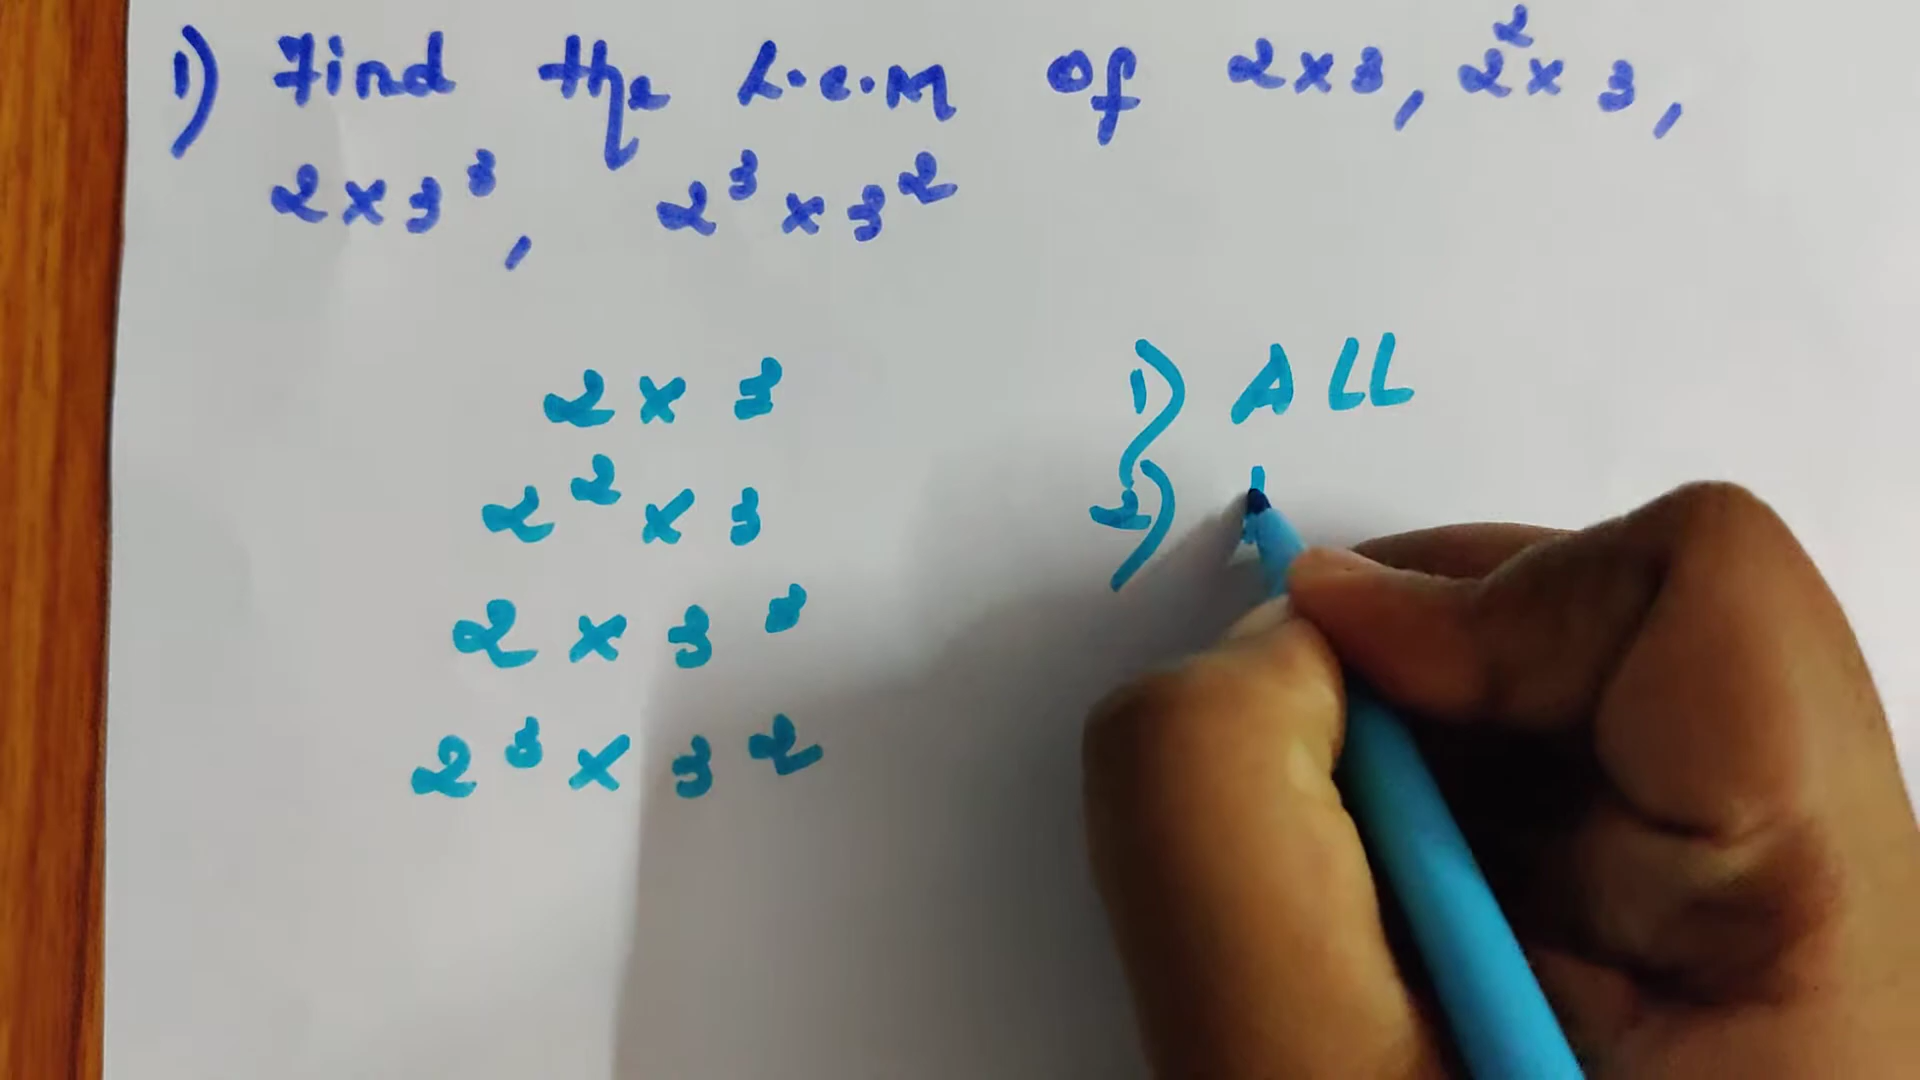 1) Find the L.C.M of 2 × 3, 2² × 3,
2 × 3³, 2³ × 3²
2 × 3
2² × 3
2 × 3³
2³ × 3²
1) ALL
2)